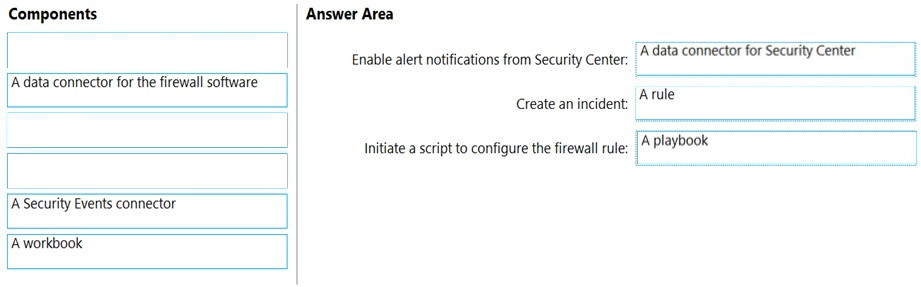 Components
Answer Area
A data connector for the firewall software
A Security Events connector
A workbook
Enable alert notifications from Security Center: A data connector for Security Center
Create an incident: A rule
Initiate a script to configure the firewall rule: A playbook